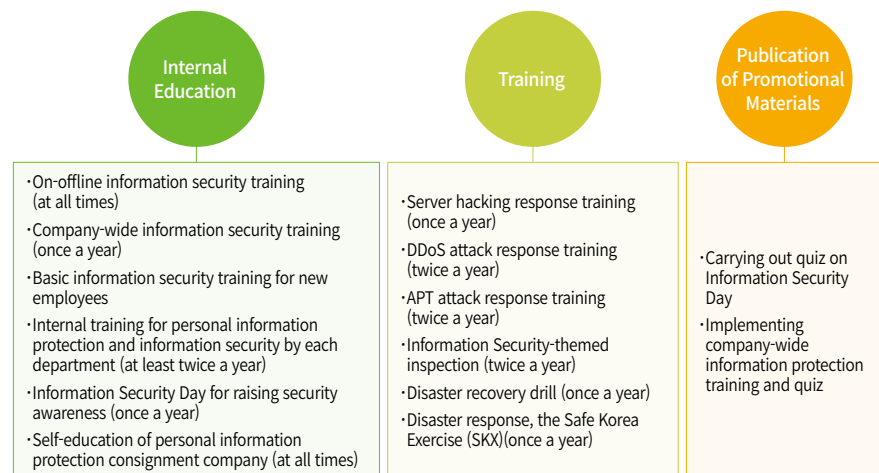 Internal
Education
·On-offline information security training
(at all times)
·Company-wide information security training
(once a year)
·Basic information security training for new
employees
·Internal training for personal information
protection and information security by each
department (at least twice a year)
·Information Security Day for raising security
awareness (once a year)
·Self-education of personal information
protection consignment company (at all times)
Training
·Server hacking response training
(once a year)
·DDoS attack response training
(twice a year)
·APT attack response training
(twice a year)
·Information Security-themed
inspection (twice a year)
·Disaster recovery drill (once a year)
·Disaster response, the Safe Korea
Exercise (SKX)(once a year)
Publication
of Promotional
Materials
·Carrying out quiz on
Information Security
Day
·Implementing
company-wide
information protection
training and quiz